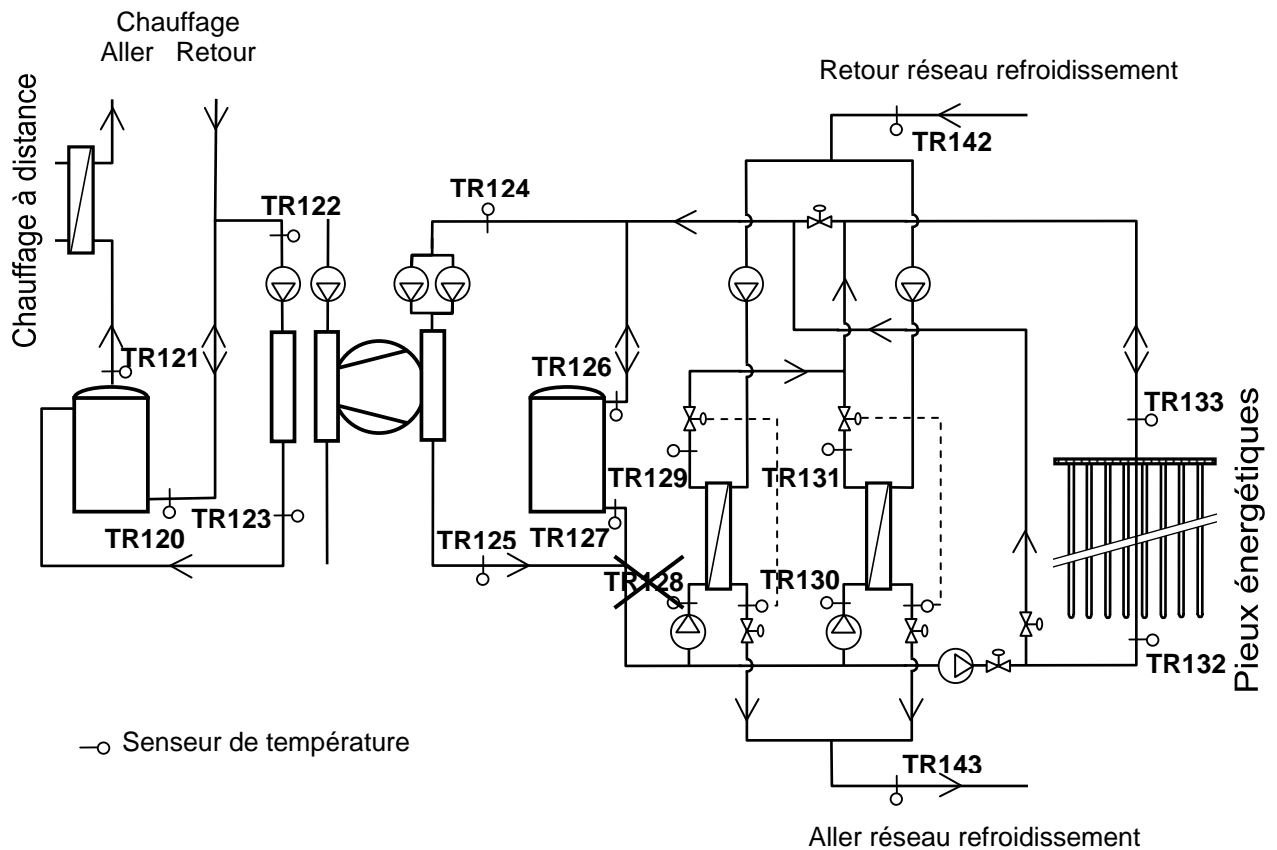 Chauffage
Aller Retour
Chauffage à distance
Retour réseau refroidissement
TR142
TR124
TR122
TR121
TR126
TR133
TR129
TR131
TR120
TR123
TR125
TR127
TR128
TR130
TR132
Pieux énergétiques
Senseur de température
TR143
Aller réseau refroidissement